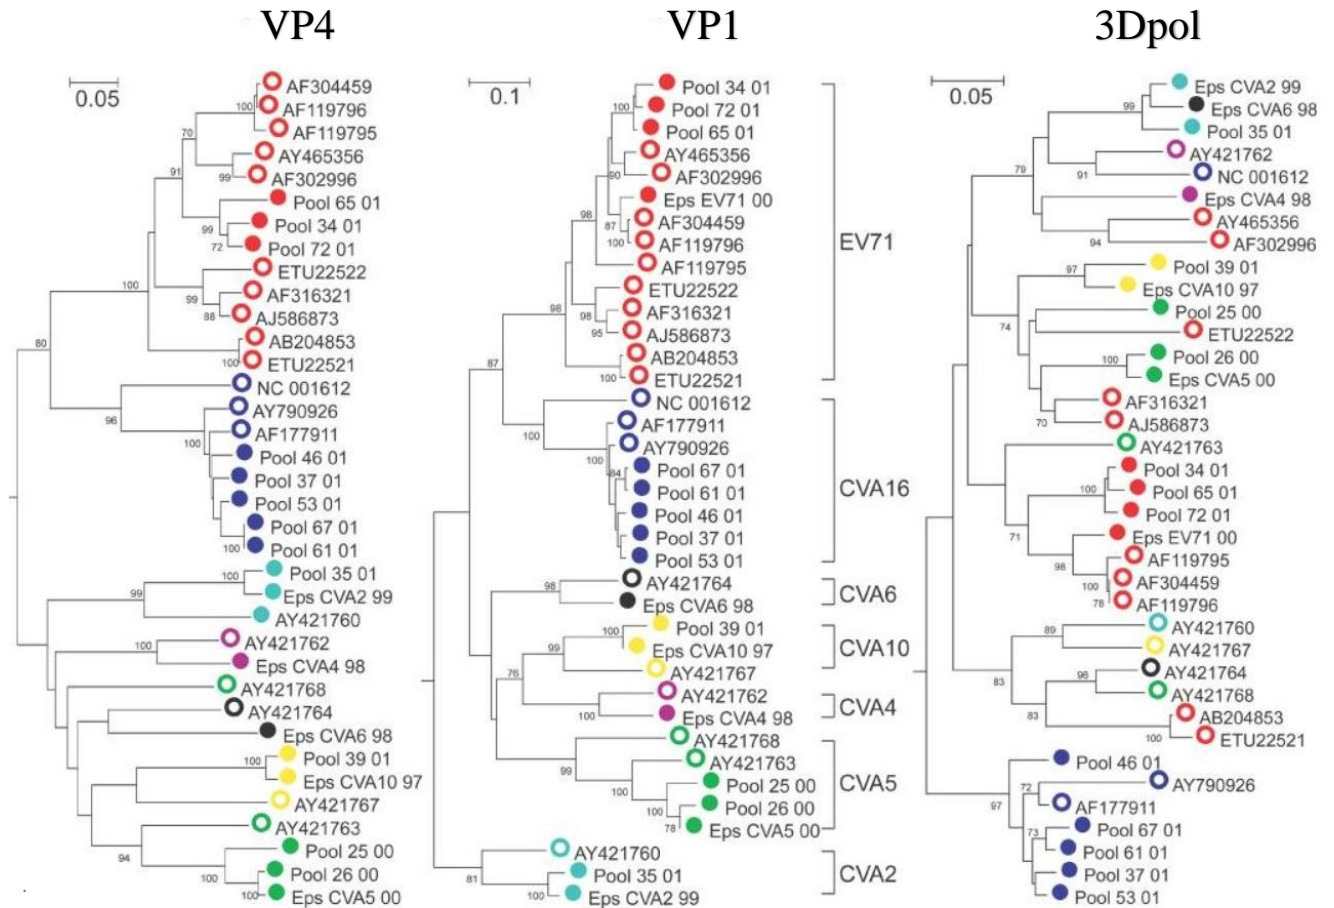 VP4
VP1
3Dpol
0.05
AF304459
AF119796
100
AF119795
70
AY465356
99
AF302996
91
Pool 65 01
99
Pool 34 01
72
Pool 72 01
ETU22522
100
AF316321
99
88
AJ586873
AB204853
100
ETU22521
80
NC 001612
AY790926
96
AF177911
100
Pool 46 01
Pool 37 01
Pool 53 01
Pool 67 01
100
Pool 61 01
Pool 35 01
100
Eps CVA2 99
99
AY421760
AY421762
100
Eps CVA4 98
AY421768
AY421764
Eps CVA6 98
Pool 39 01
100
Eps CVA10 97
AY421767
AY421763
94
Pool 25 00
Pool 26 00
100
100
Eps CVA5 00
0.1
Pool 34 01
100
Pool 72 01
Pool 65 01
AY465356
90
AF302996
Eps EV71 00
98
AF304459
87
AF119796
100
AF119795
ETU22522
98
AF316321
98
95
AJ586873
AB204853
100
ETU22521
87
NC 001612
AF177911
100
AY790926
100
Pool 67 01
84
Pool 61 01
Pool 46 01
Pool 37 01
Pool 53 01
AY421764
98
Eps CVA6 98
Pool 39 01
100
Eps CVA10 97
99
AY421767
76
AY421762
100
Eps CVA4 98
AY421768
AY421763
99
Pool 25 00
100
Pool 26 00
100
78
Eps CVA5 00
AY421760
Pool 35 01
81
100
Eps CVA2 99
EV71
CVA16
CVA6
CVA10
CVA4
CVA5
CVA2
0.05
Eps CVA2 99
99
Eps CVA6 98
Pool 35 01
AY421762
79
91
NC 001612
Eps CVA4 98
AY465356
94
AF302996
Pool 39 01
97
Eps CVA10 97
Pool 25 00
74
ETU22522
Pool 26 00
100
Eps CVA5 00
AF316321
70
AJ586873
AY421763
Pool 34 01
100
Pool 65 01
Pool 72 01
71
Eps EV71 00
AF119795
98
AF304459
100
78
AF119796
AY421760
89
AY421767
AY421764
83
96
AY421768
83
AB204853
100
ETU22521
Pool 46 01
AY790926
72
97
AF177911
Pool 67 01
73
Pool 61 01
Pool 37 01
Pool 53 01